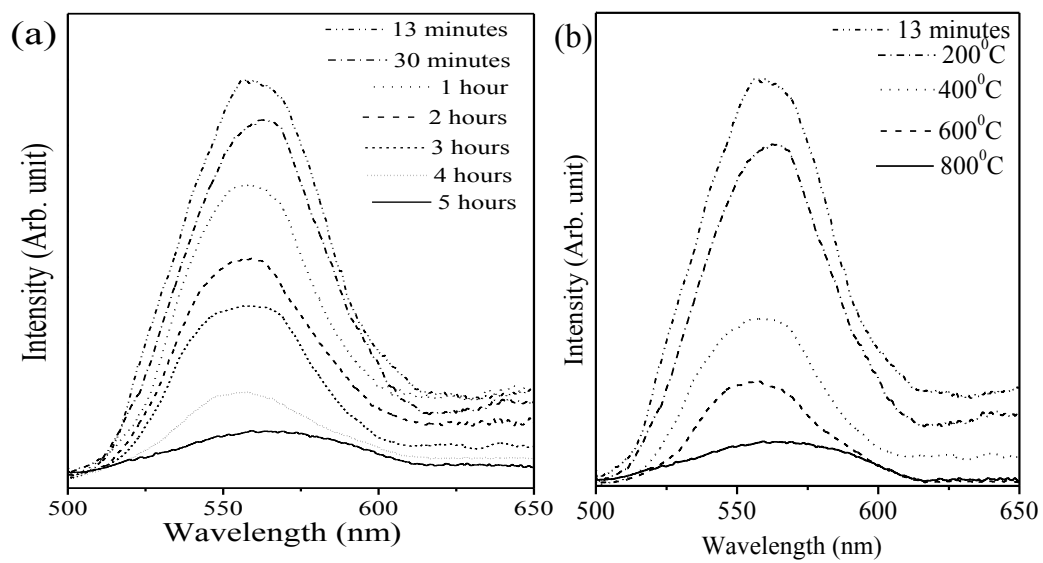 (a)
13 minutes
30 minutes
1 hour
2 hours
3 hours
4 hours
5 hours
Intensity (Arb. unit)
500 550 600 650
Wavelength (nm)
(b)
13 minutes
200⁰C
400⁰C
600⁰C
800⁰C
Intensity (Arb. unit)
500 550 600 650
Wavelength (nm)